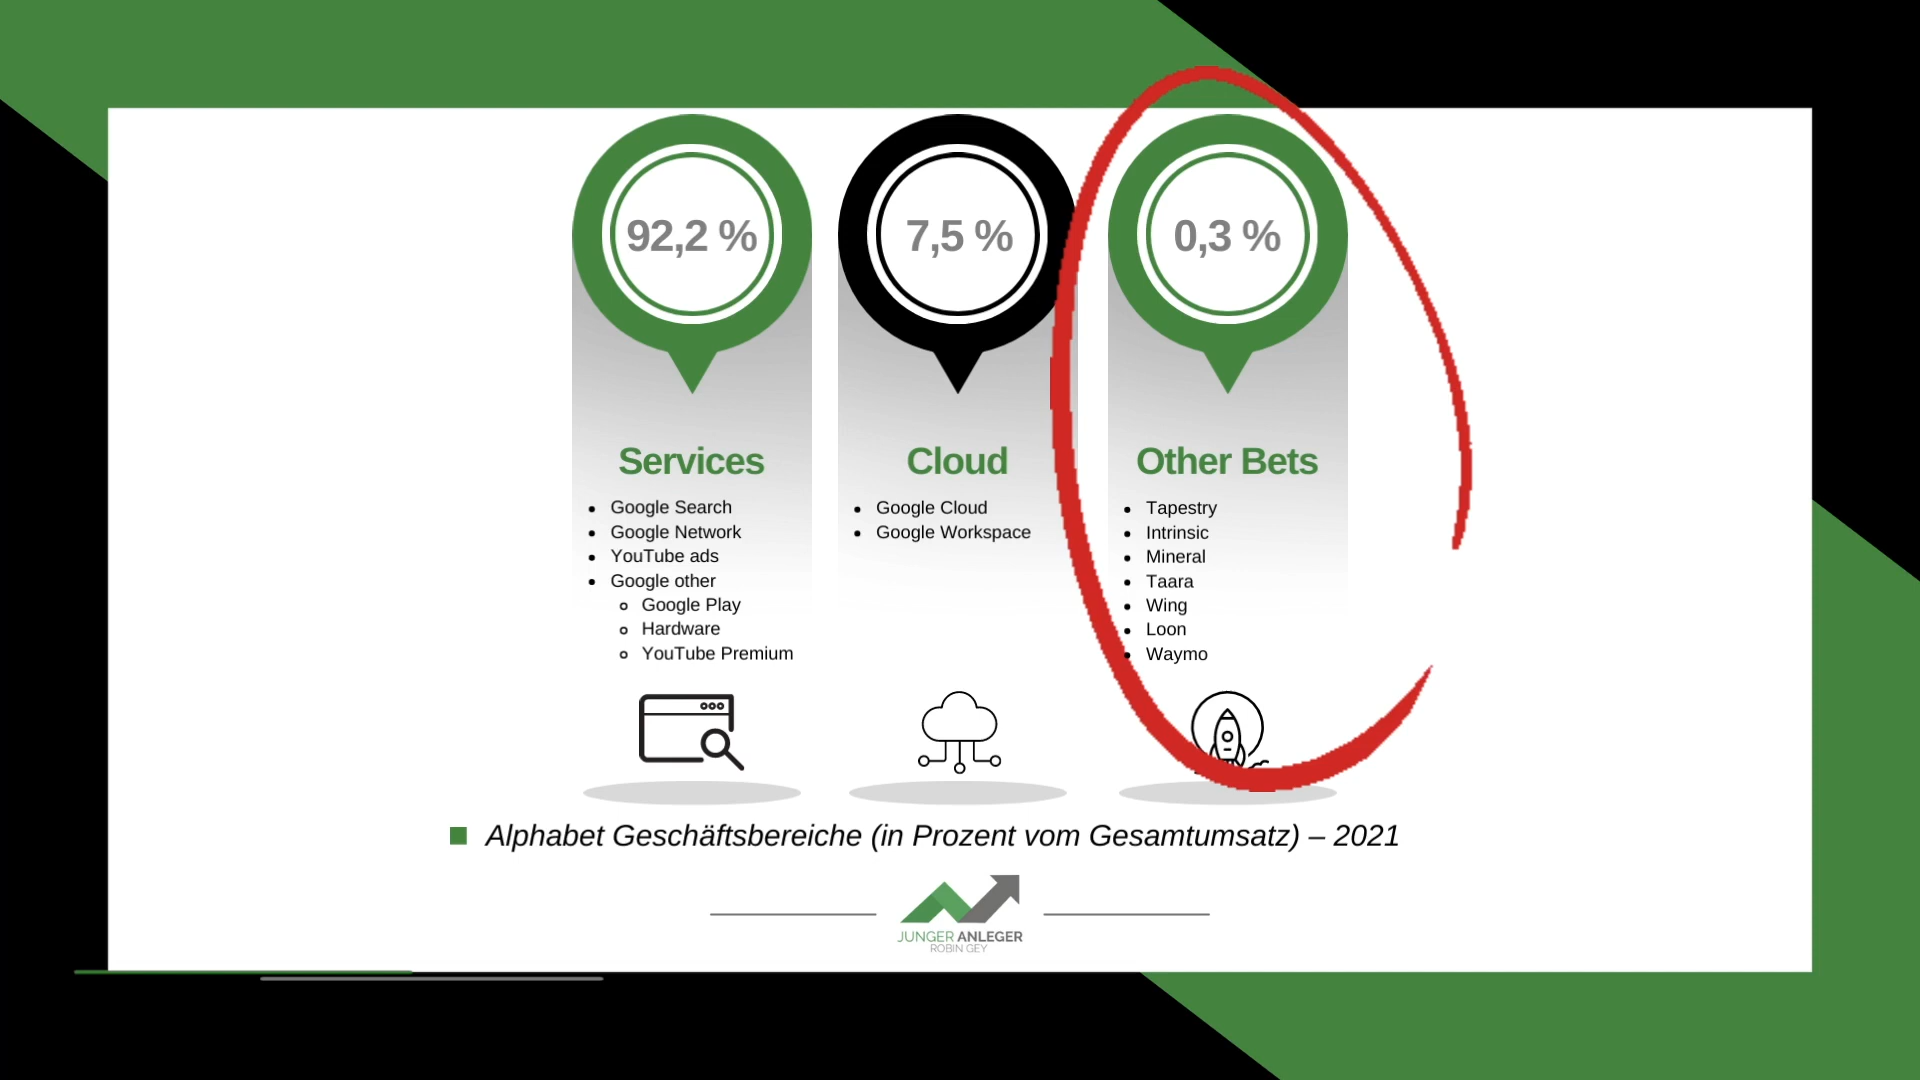 92,2 %
7,5 %
0,3 %
Services
Google Search
Google Network
YouTube ads
Google other
Google Play
Hardware
YouTube Premium
Cloud
Google Cloud
Google Workspace
Other Bets
Tapestry
Intrinsic
Mineral
Taara
Wing
Loon
Waymo
Alphabet Geschäftsbereiche (in Prozent vom Gesamtumsatz) – 2021
JUNGER ANLEGER
ROBIN GEY